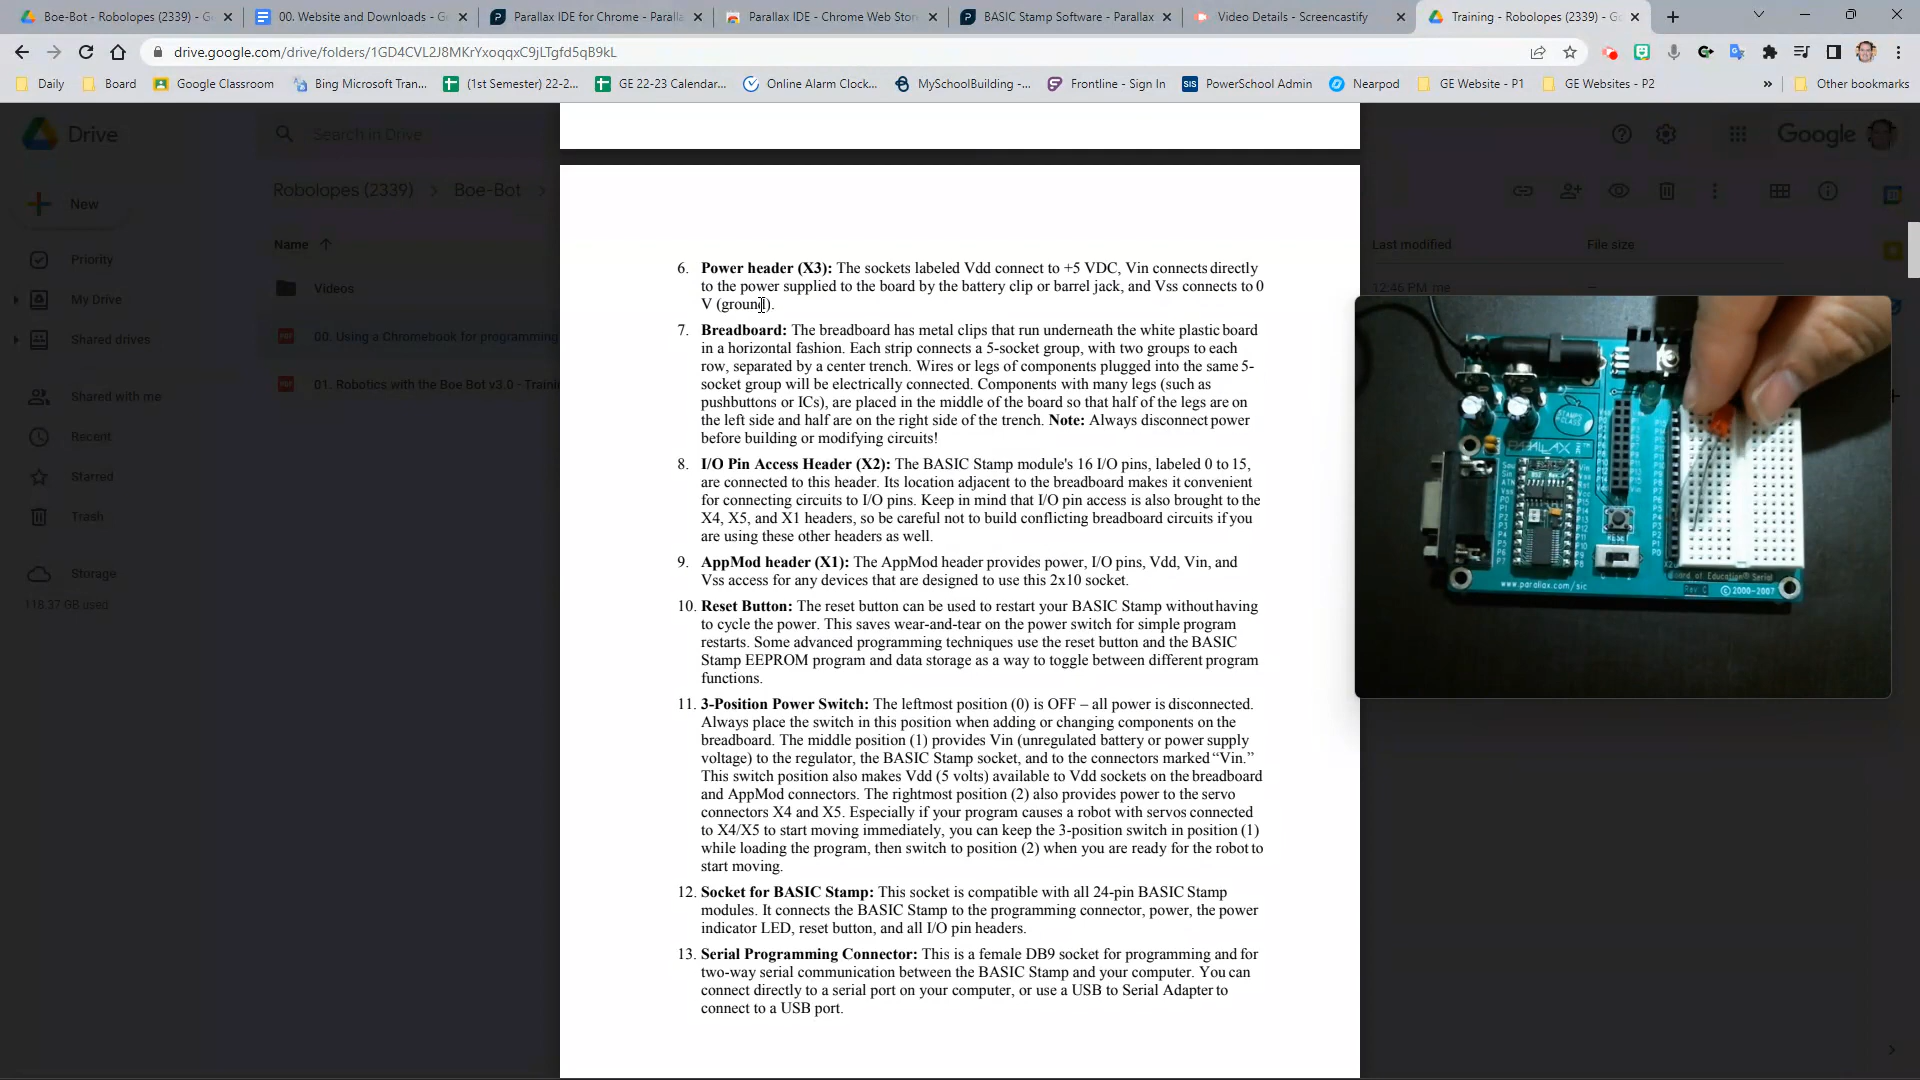 Boe-Bot - Robolopes (2339) - G
00. Website and Downloads - G
Parallax IDE for Chrome - Paralla
Parallax IDE - Chrome Web Stor
BASIC Stamp Software - Parallax
Video Details - Screencastify
Training - Robolopes (2339) - Go
drive.google.com/drive/folders/1GD4CVL2J8MKrYxoqqxC9jLTgfd5qB9kL
Daily
Board
Google Classroom
Bing Microsoft Tran...
(1st Semester) 22-2...
GE 22-23 Calendar...
Online Alarm Clock...
MySchoolBuilding -...
Frontline - Sign In
SIS PowerSchool Admin
Nearpod
GE Website - P1
GE Websites - P2
»
Other bookmarks
Drive
Search in Drive
Google
Robolopes (2339) > Boe-Bot >
New
Name
Last modified
File size
Priority
Videos
12:46 PM me
My Drive
Shared drives
00. Using a Chromebook for programming
Shared with me
01. Robotics with the Boe Bot v3.0 - Traini
Recent
Starred
Trash
Storage
118.37 GB used
6. Power header (X3): The sockets labeled Vdd connect to +5 VDC, Vin connects directly
to the power supplied to the board by the battery clip or barrel jack, and Vss connects to 0
V (ground).
7. Breadboard: The breadboard has metal clips that run underneath the white plastic board
in a horizontal fashion. Each strip connects a 5-socket group, with two groups to each
row, separated by a center trench. Wires or legs of components plugged into the same 5-
socket group will be electrically connected. Components with many legs (such as
pushbuttons or ICs), are placed in the middle of the board so that half of the legs are on
the left side and half are on the right side of the trench. Note: Always disconnect power
before building or modifying circuits!
8. I/O Pin Access Header (X2): The BASIC Stamp module's 16 I/O pins, labeled 0 to 15,
are connected to this header. Its location adjacent to the breadboard makes it convenient
for connecting circuits to I/O pins. Keep in mind that I/O pin access is also brought to the
X4, X5, and X1 headers, so be careful not to build conflicting breadboard circuits if you
are using these other headers as well.
9. AppMod header (X1): The AppMod header provides power, I/O pins, Vdd, Vin, and
Vss access for any devices that are designed to use this 2x10 socket.
10. Reset Button: The reset button can be used to restart your BASIC Stamp without having
to cycle the power. This saves wear-and-tear on the power switch for simple program
restarts. Some advanced programming techniques use the reset button and the BASIC
Stamp EEPROM program and data storage as a way to toggle between different program
functions.
11. 3-Position Power Switch: The leftmost position (0) is OFF – all power is disconnected.
Always place the switch in this position when adding or changing components on the
breadboard. The middle position (1) provides Vin (unregulated battery or power supply
voltage) to the regulator, the BASIC Stamp socket, and to the connectors marked “Vin.”
This switch position also makes Vdd (5 volts) available to Vdd sockets on the breadboard
and AppMod connectors. The rightmost position (2) also provides power to the servo
connectors X4 and X5. Especially if your program causes a robot with servos connected
to X4/X5 to start moving immediately, you can keep the 3-position switch in position (1)
while loading the program, then switch to position (2) when you are ready for the robot to
start moving.
12. Socket for BASIC Stamp: This socket is compatible with all 24-pin BASIC Stamp
modules. It connects the BASIC Stamp to the programming connector, power, the power
indicator LED, reset button, and all I/O pin headers.
13. Serial Programming Connector: This is a female DB9 socket for programming and for
two-way serial communication between the BASIC Stamp and your computer. You can
connect directly to a serial port on your computer, or use a USB to Serial Adapter to
connect to a USB port.
www.parallax.com/sic
Board of Education® Serial
Rev C © 2000-2007